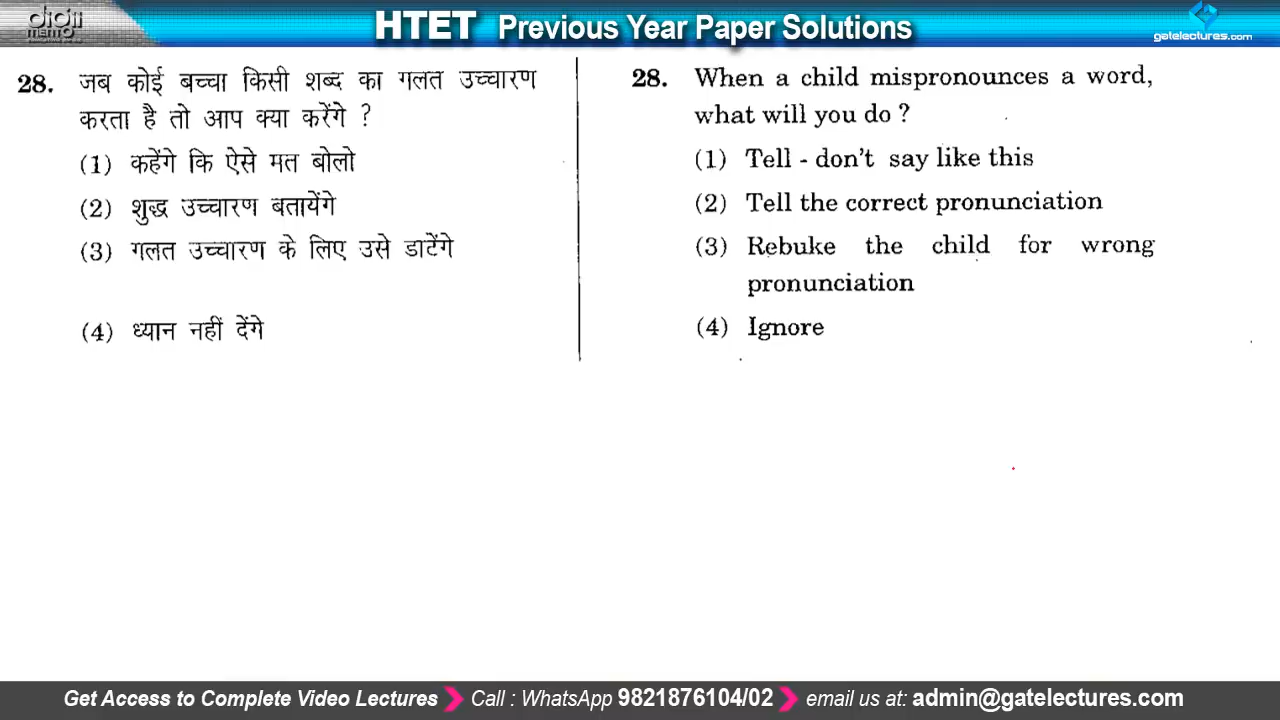 digii
MENTO
HTET Previous Year Paper Solutions
gatelectures.com
28. जब कोई बच्चा किसी शब्द का गलत उच्चारण
करता है तो आप क्या करेंगे ?
(1) कहेंगे कि ऐसे मत बोलो
(2) शुद्ध उच्चारण बतायेंगे
(3) गलत उच्चारण के लिए उसे डाटेंगे
(4) ध्यान नहीं देंगे
28. When a child mispronounces a word,
what will you do ?
(1) Tell - don't say like this
(2) Tell the correct pronunciation
(3) Rebuke the child for wrong
pronunciation
(4) Ignore
Get Access to Complete Video Lectures Call : WhatsApp 9821876104/02 email us at: admin@gatelectures.com